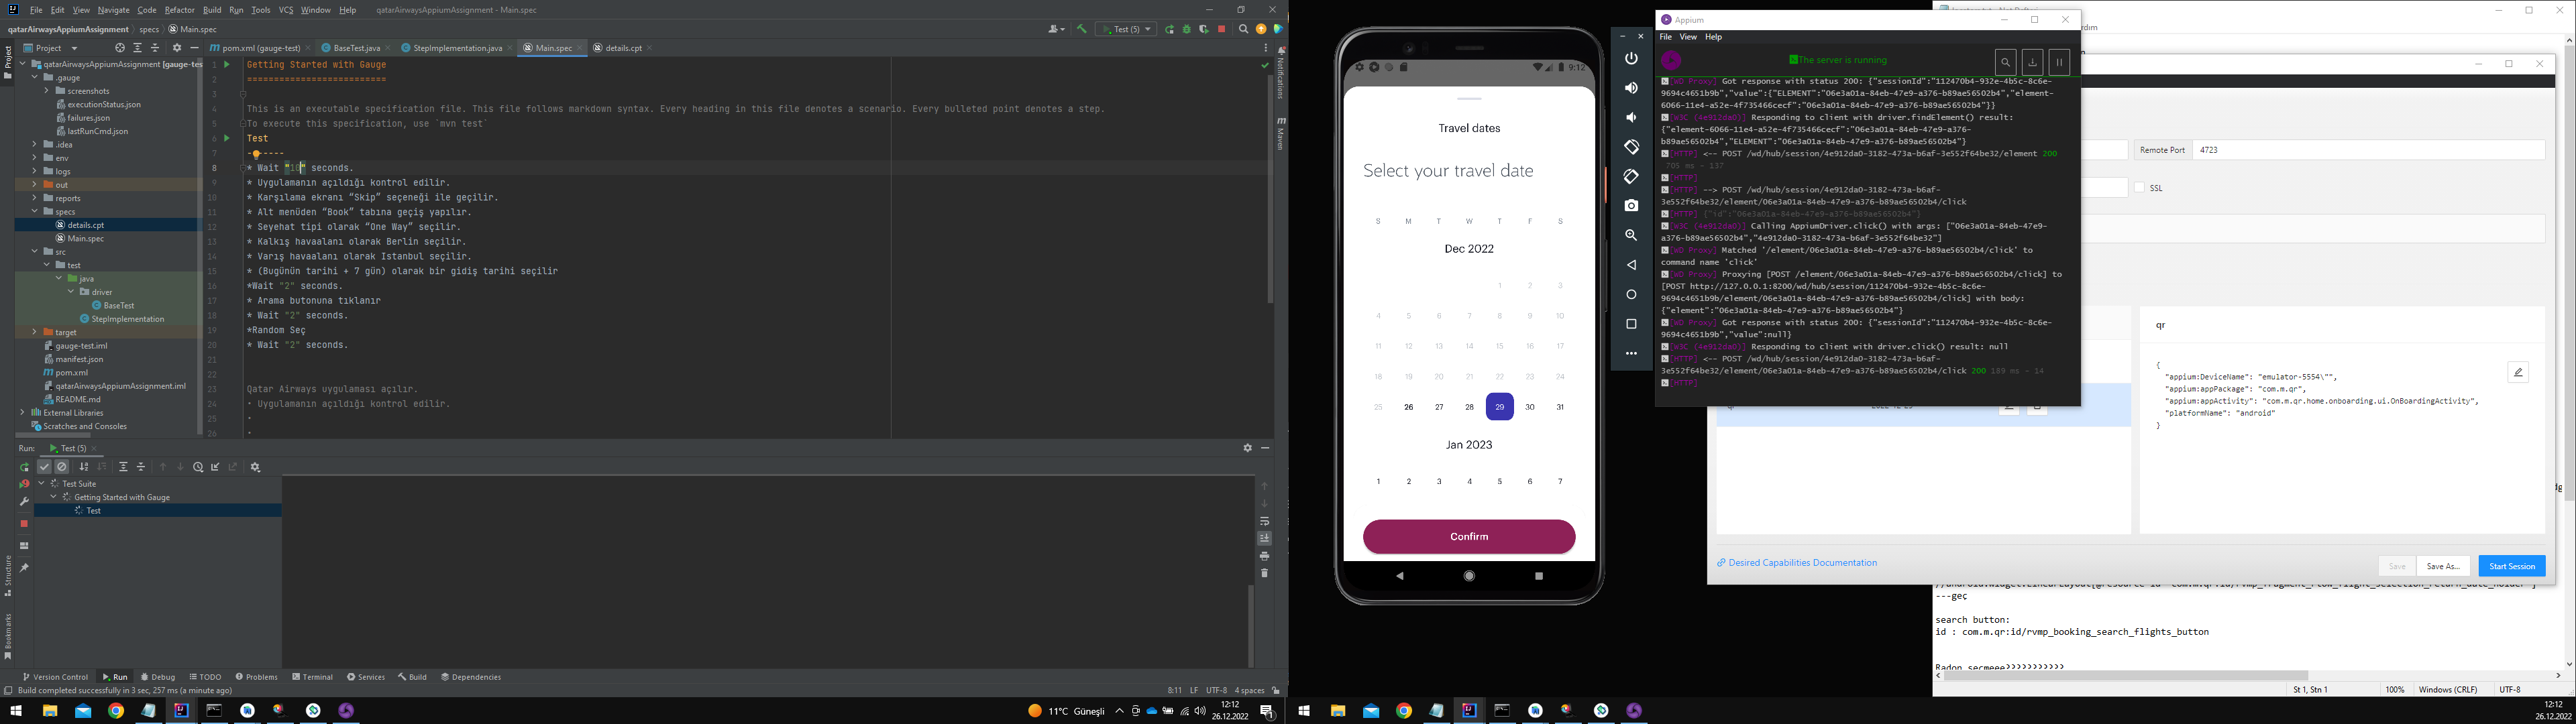 File Edit View Navigate Code Refactor Build Run Tools VCS Window Help qatarAirwaysAppiumAssignment - Main.spec
qatarAirwaysAppiumAssignment specs Main.spec
Test (5)
Project
pom.xml (gauge-test) BaseTest.java StepImplementation.java Main.spec details.cpt
qatarAirwaysAppiumAssignment [gauge-tes
.gauge
screenshots
executionStatus.json
failures.json
lastRunCmd.json
.idea
env
logs
out
reports
specs
details.cpt
Main.spec
src
test
java
driver
BaseTest
StepImplementation
target
gauge-test.iml
manifest.json
pom.xml
qatarAirwaysAppiumAssignment.iml
README.md
External Libraries
Scratches and Consoles
1 Getting Started with Gauge
2 ==========================
3
4 This is an executable specification file. This file follows markdown syntax. Every heading in this file denotes a scenario. Every bulleted point denotes a step.
5 To execute this specification, use `mvn test`
6 Test
7
8 * Wait "10" seconds.
9 * Uygulamanın açıldığı kontrol edilir.
10 * Karşılama ekranı “Skip” seçeneği ile geçilir.
11 * Alt menüden “Book” tabına geçiş yapılır.
12 * Seyehat tipi olarak “One Way” seçilir.
13 * Kalkış havaalanı olarak Berlin seçilir.
14 * Varış havaalanı olarak Istanbul seçilir.
15 * (Bugünün tarihi + 7 gün) olarak bir gidiş tarihi seçilir
16 *Wait "2" seconds.
17 * Arama butonuna tıklanır
18 * Wait "2" seconds.
19 *Random Seç
20 * Wait "2" seconds.
21
22
23 Qatar Airways uygulaması açılır.
24 - Uygulamanın açıldığı kontrol edilir.
25 -
26 -
Notifications
Maven
Project
Structure
Bookmarks
Run: Test (5)
Test Suite
Getting Started with Gauge
Test
Version Control Run Debug TODO Problems Terminal Services Build Dependencies
Build completed successfully in 3 sec, 257 ms (a minute ago)
8:11 LF UTF-8 4 spaces
11°C Güneşli
12:12
26.12.2022
9:12
Travel dates
Select your travel date
S M T W T F S
Dec 2022
1 2 3
4 5 6 7 8 9 10
11 12 13 14 15 16 17
18 19 20 21 22 23 24
25 26 27 28 29 30 31
Jan 2023
1 2 3 4 5 6 7
Confirm
Appium
File View Help
The server is running
[WD Proxy] Got response with status 200: {"sessionId":"112470b4-932e-4b5c-8c6e-
9694c4651b9b","value":{"ELEMENT":"06e3a01a-84eb-47e9-a376-b89ae56502b4","element-
6066-11e4-a52e-4f735466cecf":"06e3a01a-84eb-47e9-a376-b89ae56502b4"}}
[W3C (4e912da0)] Responding to client with driver.findElement() result:
{"element-6066-11e4-a52e-4f735466cecf":"06e3a01a-84eb-47e9-a376-
b89ae56502b4","ELEMENT":"06e3a01a-84eb-47e9-a376-b89ae56502b4"}
[HTTP] <-- POST /wd/hub/session/4e912da0-3182-473a-b6af-3e552f64be32/element 200
705 ms - 137
[HTTP]
[HTTP] --> POST /wd/hub/session/4e912da0-3182-473a-b6af-
3e552f64be32/element/06e3a01a-84eb-47e9-a376-b89ae56502b4/click
[HTTP] {"id":"06e3a01a-84eb-47e9-a376-b89ae56502b4"}
[W3C (4e912da0)] Calling AppiumDriver.click() with args: ["06e3a01a-84eb-47e9-
a376-b89ae56502b4","4e912da0-3182-473a-b6af-3e552f64be32"]
[WD Proxy] Matched '/element/06e3a01a-84eb-47e9-a376-b89ae56502b4/click' to
command name 'click'
[WD Proxy] Proxying [POST /element/06e3a01a-84eb-47e9-a376-b89ae56502b4/click] to
[POST http://127.0.0.1:8200/wd/hub/session/112470b4-932e-4b5c-8c6e-
9694c4651b9b/element/06e3a01a-84eb-47e9-a376-b89ae56502b4/click] with body:
{"element":"06e3a01a-84eb-47e9-a376-b89ae56502b4"}
[WD Proxy] Got response with status 200: {"sessionId":"112470b4-932e-4b5c-8c6e-
9694c4651b9b","value":null}
[W3C (4e912da0)] Responding to client with driver.click() result: null
[HTTP] <-- POST /wd/hub/session/4e912da0-3182-473a-b6af-
3e552f64be32/element/06e3a01a-84eb-47e9-a376-b89ae56502b4/click 200 189 ms - 14
[HTTP]
Remote Port 4723
SSL
qr
{
"appium:DeviceName": "emulator-5554\"",
"appium:appPackage": "com.m.qr",
"appium:appActivity": "com.m.qr.home.onboarding.ui.OnBoardingActivity",
"platformName": "android"
}
Desired Capabilities Documentation
Save Save As... Start Session
---geç
search button:
id : com.m.qr:id/rvmp_booking_search_flights_button
Radon seçmeee???????????
St 1, Stn 1 100% Windows (CRLF) UTF-8
12:12
26.12.2022